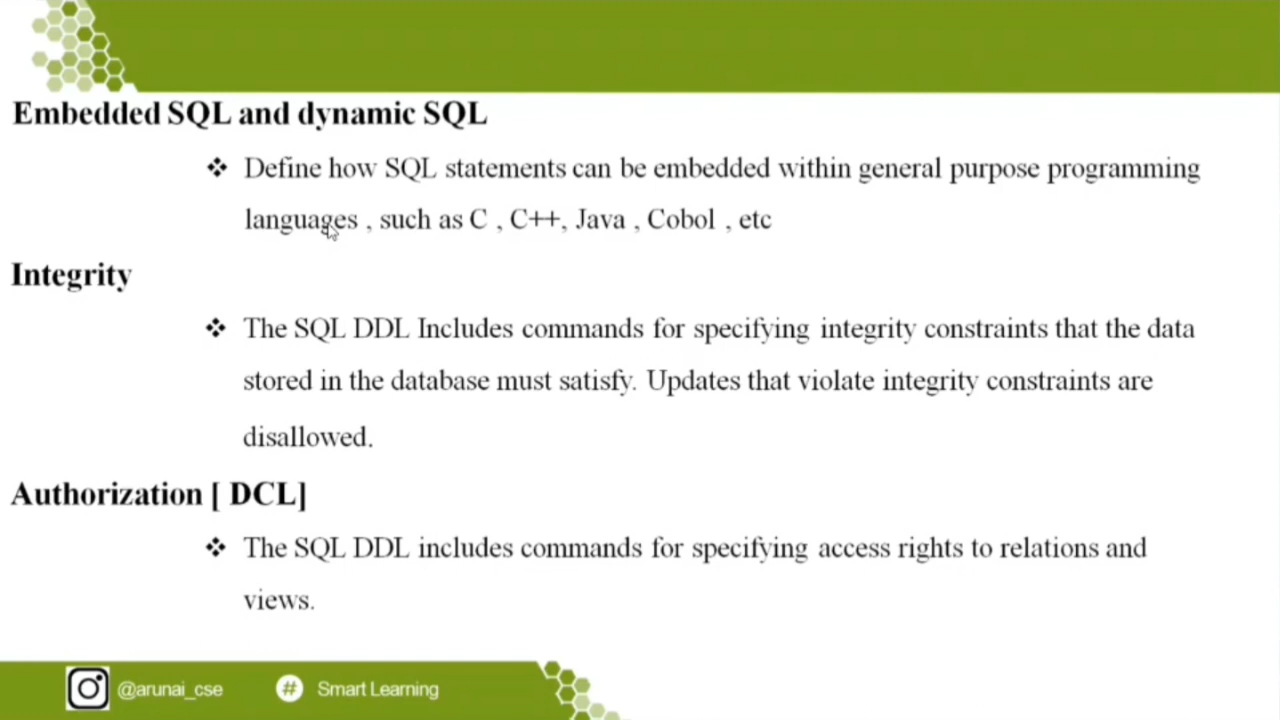 Embedded SQL and dynamic SQL
❖ Define how SQL statements can be embedded within general purpose programming
languages , such as C , C++, Java , Cobol , etc
Integrity
❖ The SQL DDL Includes commands for specifying integrity constraints that the data
stored in the database must satisfy. Updates that violate integrity constraints are
disallowed.
Authorization [ DCL]
❖ The SQL DDL includes commands for specifying access rights to relations and
views.
@arunai_cse # Smart Learning